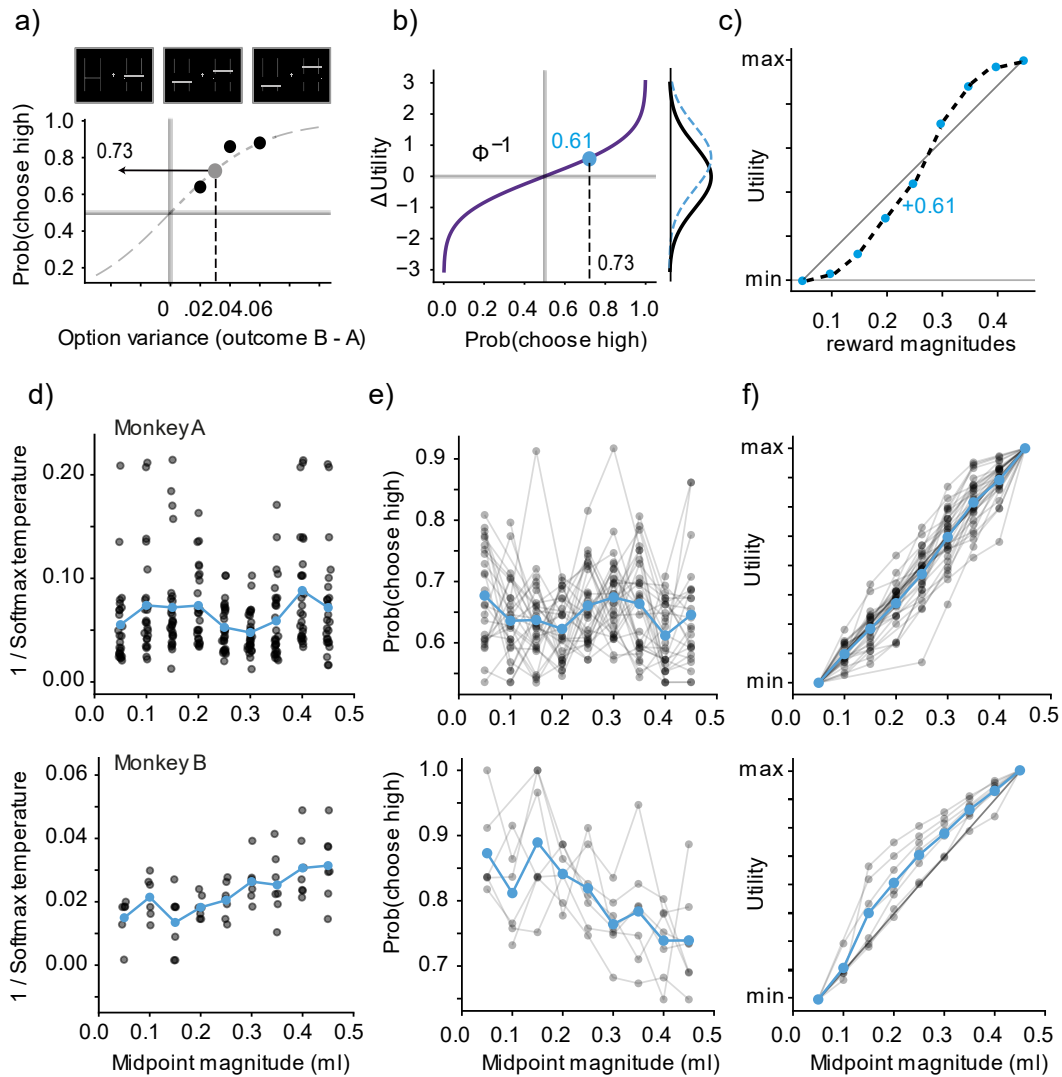 a)
0.73
Prob(choose high)
1.0
0.8
0.6
0.4
0.2
0 .02.04.06
Option variance (outcome B - A)
b)
ΔUtility
3
2
1
0
−1
−2
−3
Φ⁻¹
0.61
0.73
0.0 0.2 0.4 0.6 0.8 1.0
Prob(choose high)
c)
Utility
max
min
+0.61
0.1 0.2 0.3 0.4
reward magnitudes
d)
Monkey A
1 / Softmax temperature
0.20
0.10
0.00
0.0 0.1 0.2 0.3 0.4 0.5
e)
Prob(choose high)
0.9
0.8
0.7
0.6
0.0 0.1 0.2 0.3 0.4 0.5
f)
Utility
max
min
0.0 0.1 0.2 0.3 0.4 0.5
Monkey B
1 / Softmax temperature
0.06
0.04
0.02
0.00
0.0 0.1 0.2 0.3 0.4 0.5
Midpoint magnitude (ml)
Prob(choose high)
1.0
0.9
0.8
0.7
0.0 0.1 0.2 0.3 0.4 0.5
Midpoint magnitude (ml)
Utility
max
min
0.0 0.1 0.2 0.3 0.4 0.5
Midpoint magnitude (ml)